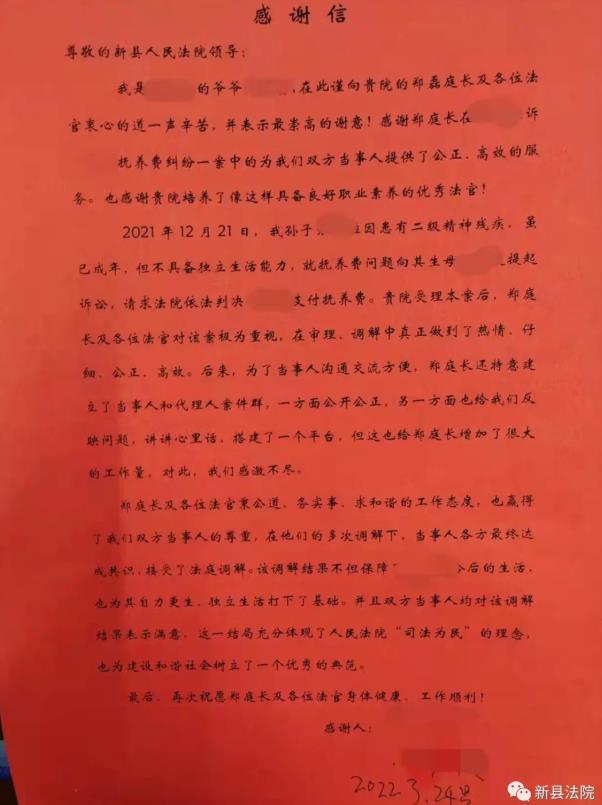 感谢信
尊敬的新县人民法院领导：
我是 的爷爷 ，在此谨向贵院的郑磊庭长及各位法
官衷心的道一声辛苦，并表示最崇高的谢意！感谢郑庭长在 诉
抚养费纠纷一案中的为我们双方当事人提供了公正、高效的服
务。也感谢贵院培养了像这样具备良好职业素养的优秀法官！
2021年12月21日，我孙子 因患有二级精神残疾，虽
已成年，但不具备独立生活能力，就抚养费问题向其生母 提起
诉讼，请求法院依法判决 支付抚养费。贵院受理本案后，郑庭
长及各位法官对该案极为重视，在审理、调解中真正做到了热情、仔
细、公正、高效。后来，为了当事人沟通交流方便，郑庭长还特意建
立了当事人和代理人案件群，一方面公开公正，另一方面也给我们反
映问题，讲讲心里话，搭建了一个平台，但这也给郑庭长增加了很大
的工作量，对此，我们感激不尽。
郑庭长及各位法官秉公道、务实事、求和谐的工作态度，也赢得
了我们双方当事人的尊重，在他们的多次调解下，当事人各方最终达
成共识，接受了法庭调解。该调解结果不但保障 今后的生活，
也为其自力更生、独立生活打下了基础。并且双方当事人均对该调解
结果表示满意，这一结局充分体现了人民法院“司法为民”的理念，
也为建设和谐社会树立了一个优秀的典范。
最后，再次祝愿郑庭长及各位法官身体健康、工作顺利！
感谢人：
2022.3.24号
新县法院